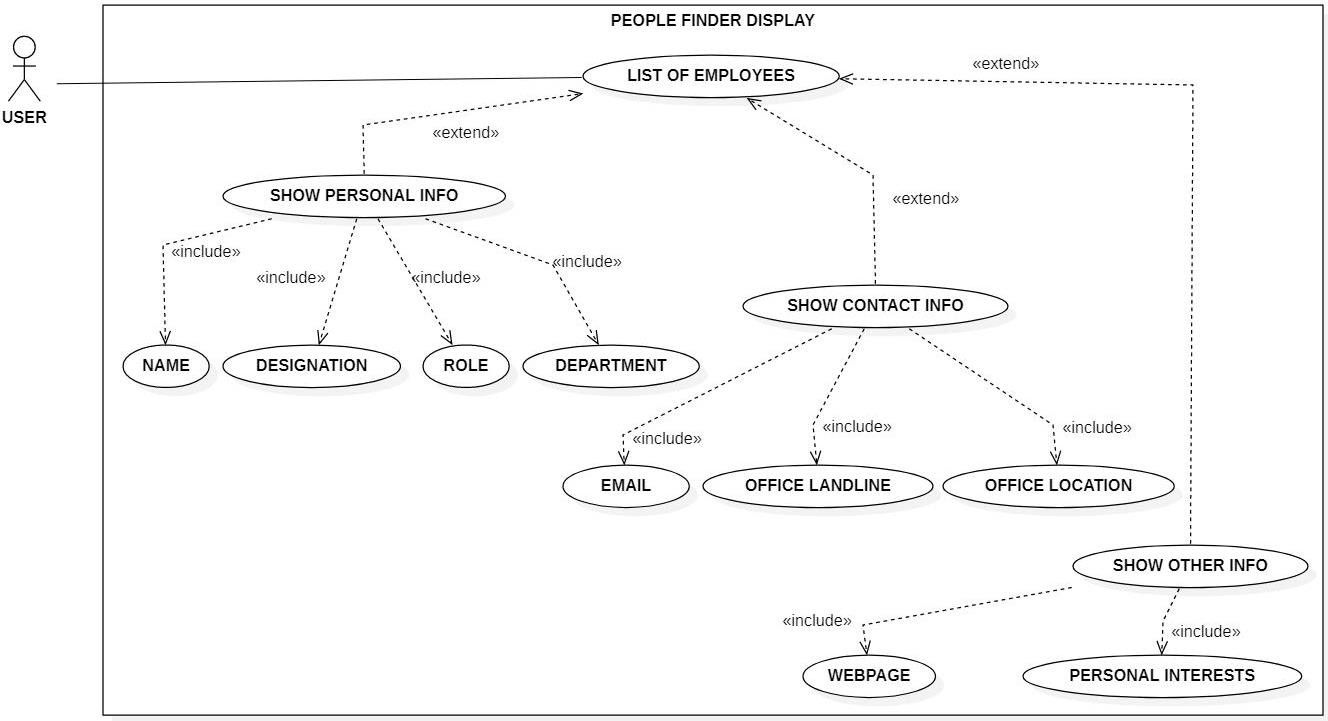 PEOPLE FINDER DISPLAY
USER
LIST OF EMPLOYEES
«extend»
«extend»
«extend»
SHOW PERSONAL INFO
«include»
«include»
«include»
«include»
NAME
DESIGNATION
ROLE
DEPARTMENT
SHOW CONTACT INFO
«include»
«include»
«include»
EMAIL
OFFICE LANDLINE
OFFICE LOCATION
SHOW OTHER INFO
«include»
«include»
WEBPAGE
PERSONAL INTERESTS